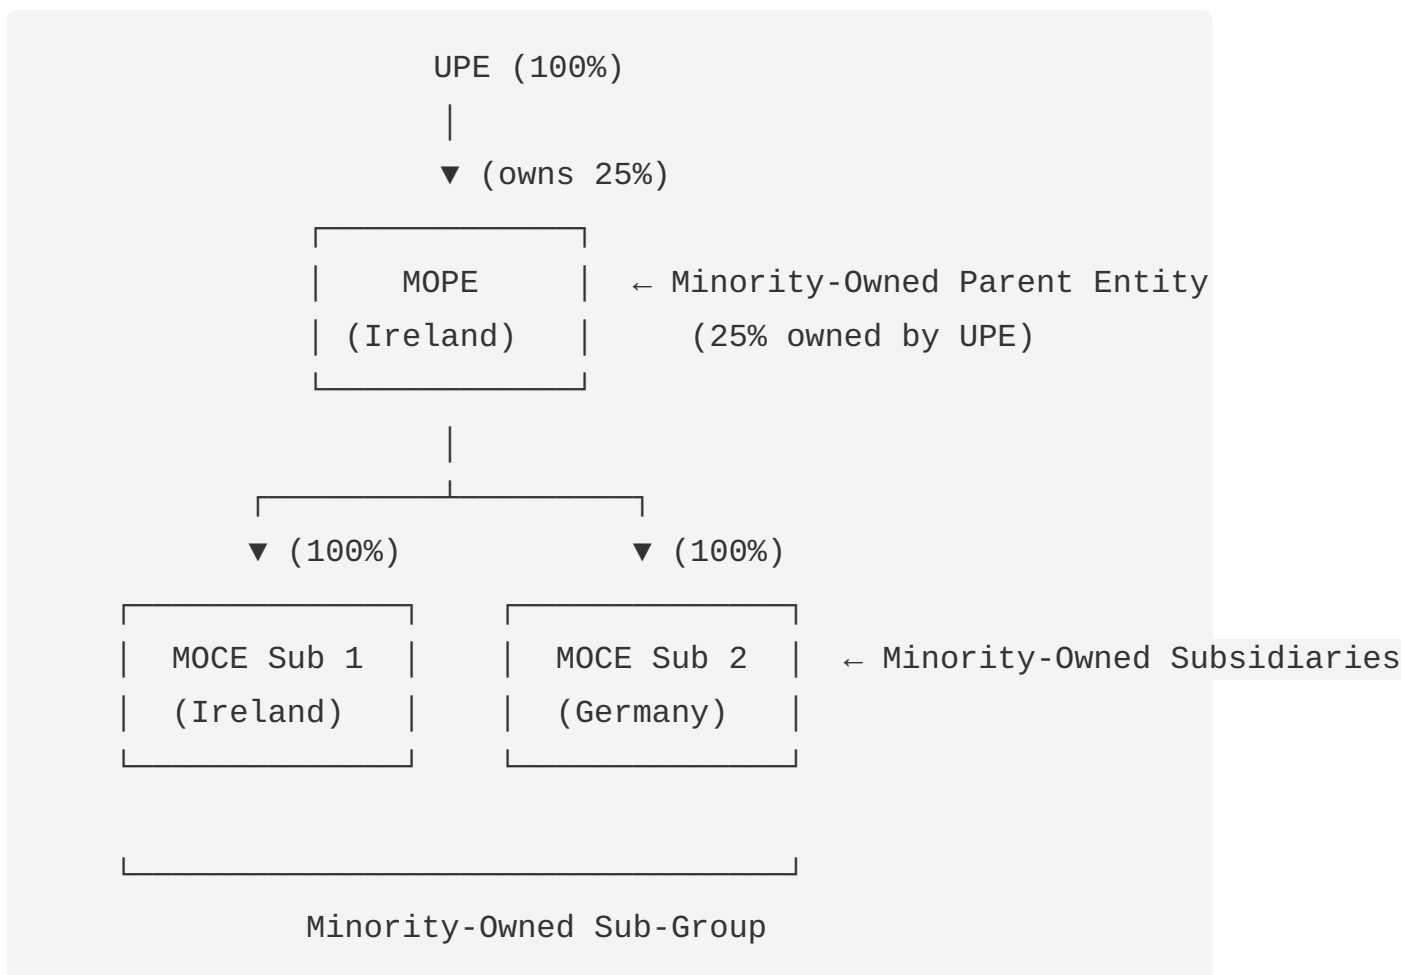 UPE (100%)
▼ (owns 25%)
MOPE ← Minority-Owned Parent Entity
(Ireland) (25% owned by UPE)
▼ (100%) ▼ (100%)
MOCE Sub 1 MOCE Sub 2 ← Minority-Owned Subsidiaries
(Ireland) (Germany)
Minority-Owned Sub-Group